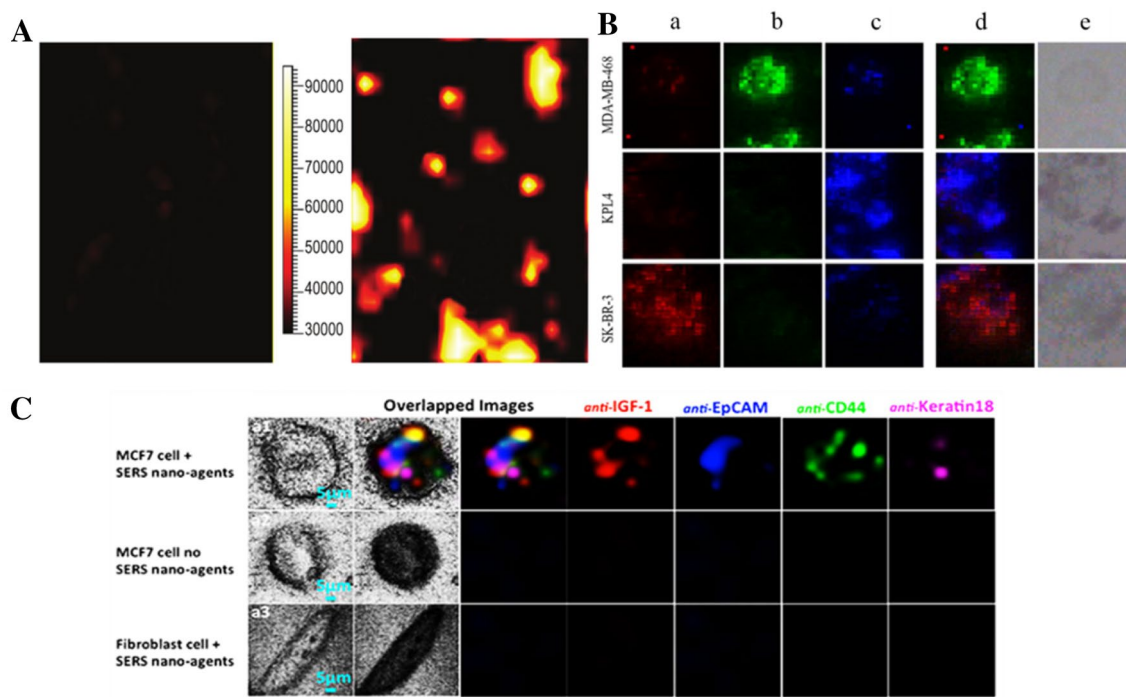 A
90000
80000
70000
60000
50000
40000
30000
B
a b c d e
MDA-MB-468
KPL4
SK-BR-3
C
Overlapped Images anti-IGF-1 anti-EpCAM anti-CD44 anti-Keratin18
a1
MCF7 cell +
SERS nano-agents
5μm
MCF7 cell no
SERS nano-agents
5μm
a3
Fibroblast cell +
SERS nano-agents
5μm